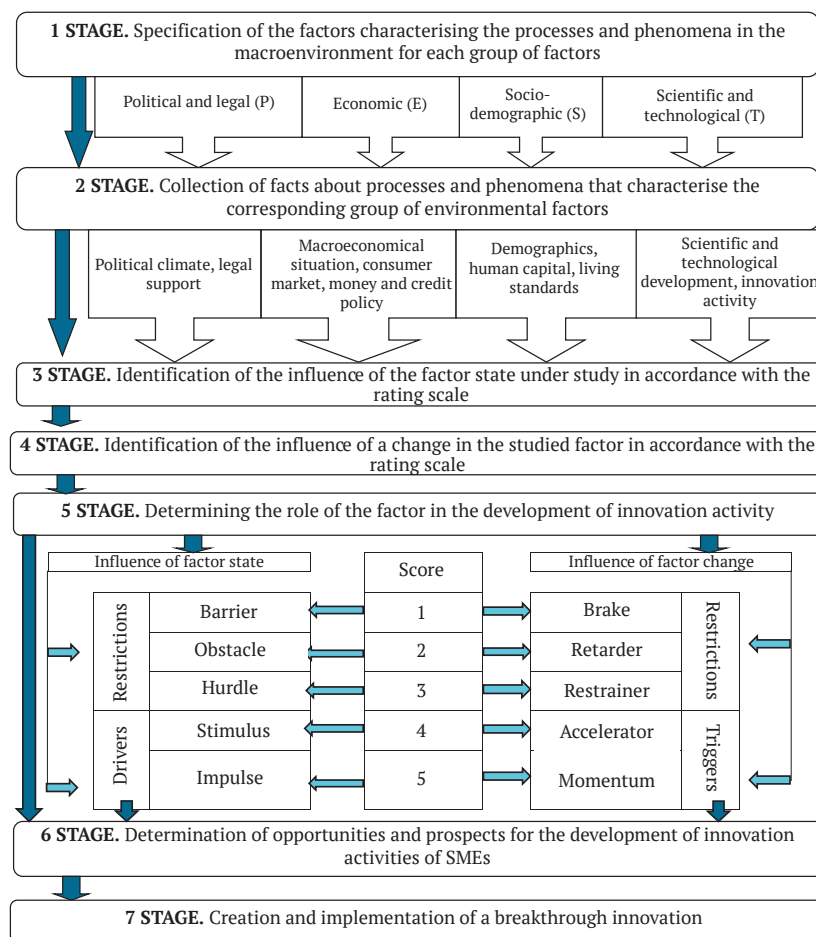 1 STAGE. Specification of the factors characterising the processes and phenomena in the
macroenvironment for each group of factors
Political and legal (P)
Economic (E)
Socio-
demographic (S)
Scientific and
technological (T)
2 STAGE. Collection of facts about processes and phenomena that characterise the
corresponding group of environmental factors
Political climate, legal
support
Macroeconomical
situation, consumer
market, money and credit
policy
Demographics,
human capital, living
standards
Scientific and
technological
development, innovation
activity
3 STAGE. Identification of the influence of the factor state under study in accordance with the
rating scale
4 STAGE. Identification of the influence of a change in the studied factor in accordance with the
rating scale
5 STAGE. Determining the role of the factor in the development of innovation activity
Influence of factor state
Score
Influence of factor change
Restrictions
Barrier
1
Brake
Restrictions
Obstacle
2
Retarder
Hurdle
3
Restrainer
Drivers
Stimulus
4
Accelerator
Triggers
Impulse
5
Momentum
6 STAGE. Determination of opportunities and prospects for the development of innovation
activities of SMEs
7 STAGE. Creation and implementation of a breakthrough innovation